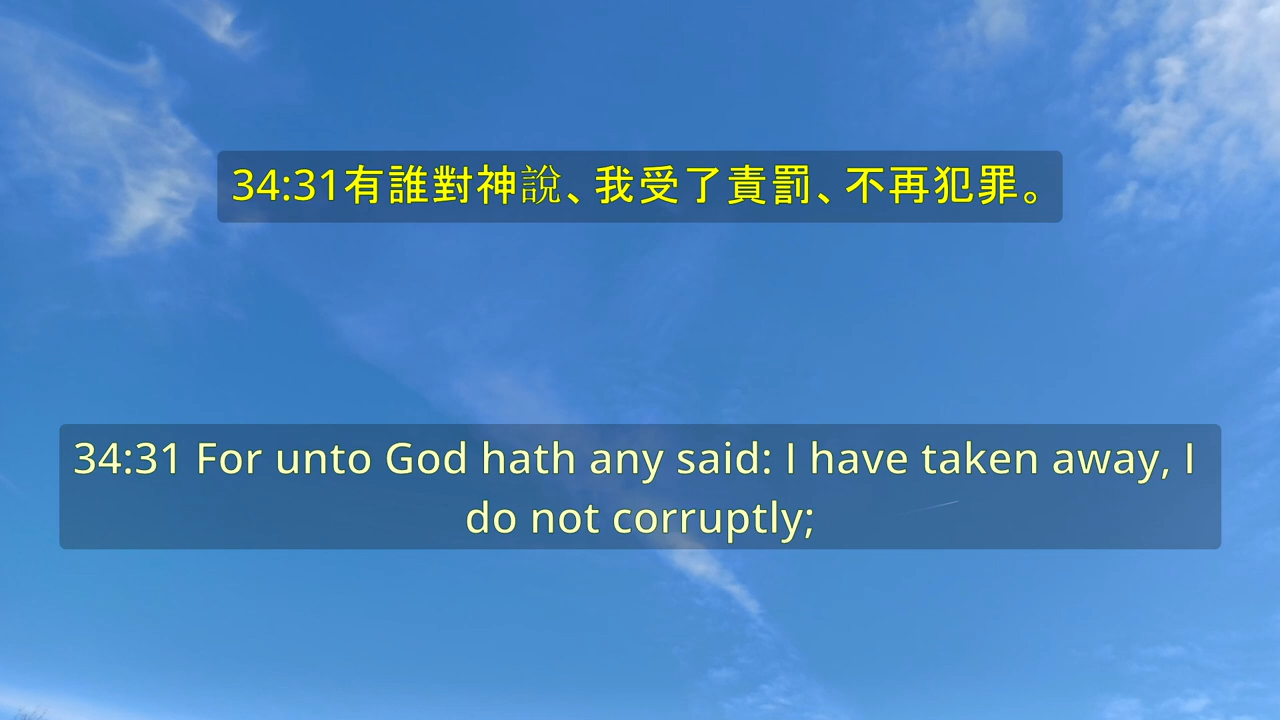 34:31有誰對神說、我受了責罰、不再犯罪。
34:31 For unto God hath any said: I have taken away, I
do not corruptly;